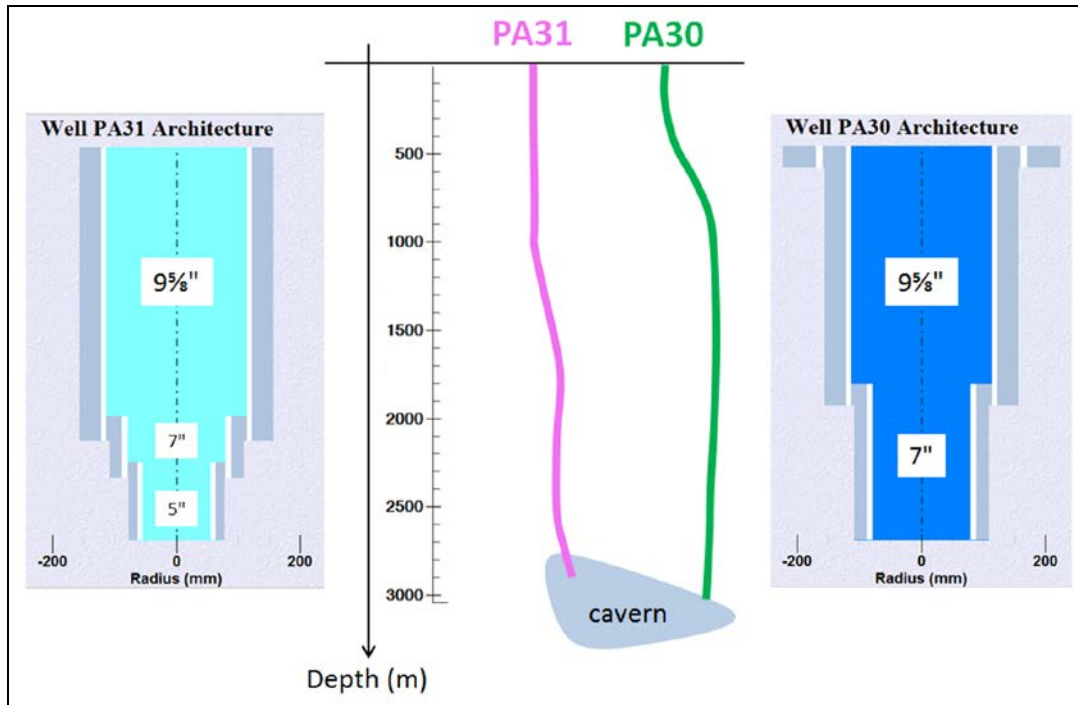 PA31 PA30
Well PA31 Architecture
9⅝"
7"
5"
-200 0 200
Radius (mm)
500
1000
1500
2000
2500
3000
cavern
Depth (m)
Well PA30 Architecture
9⅝"
7"
-200 0 200
Radius (mm)